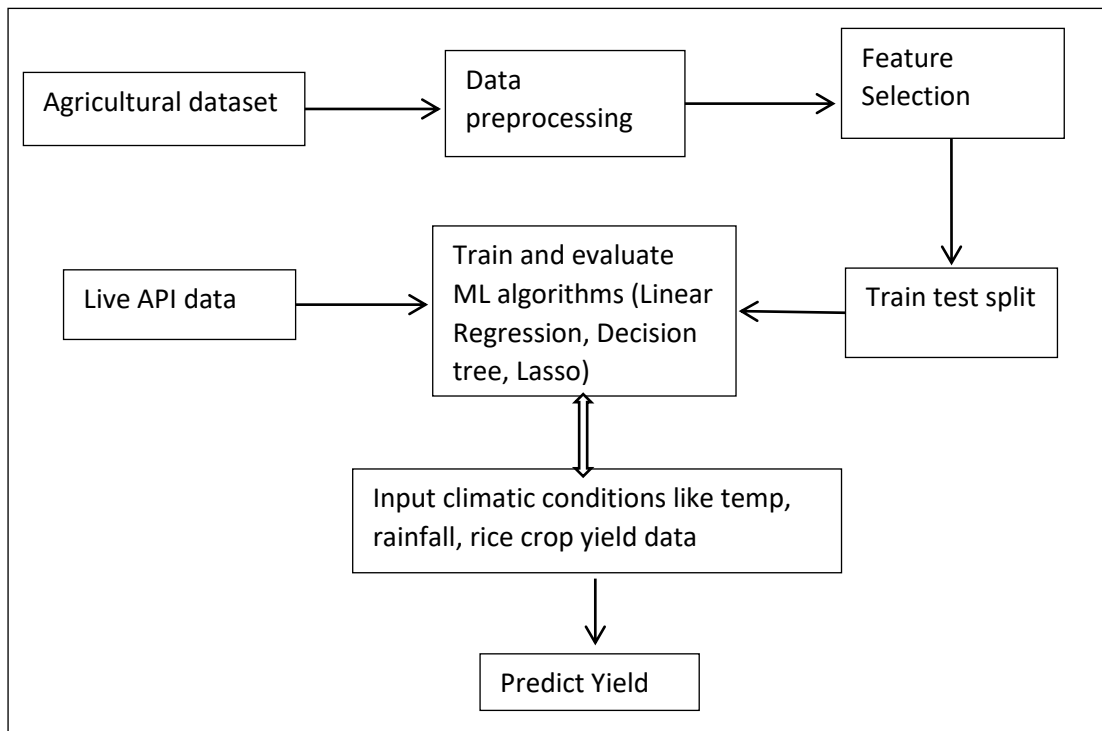 Agricultural dataset
Data
preprocessing
Feature
Selection
Live API data
Train and evaluate
ML algorithms (Linear
Regression, Decision
tree, Lasso)
Train test split
Input climatic conditions like temp,
rainfall, rice crop yield data
Predict Yield